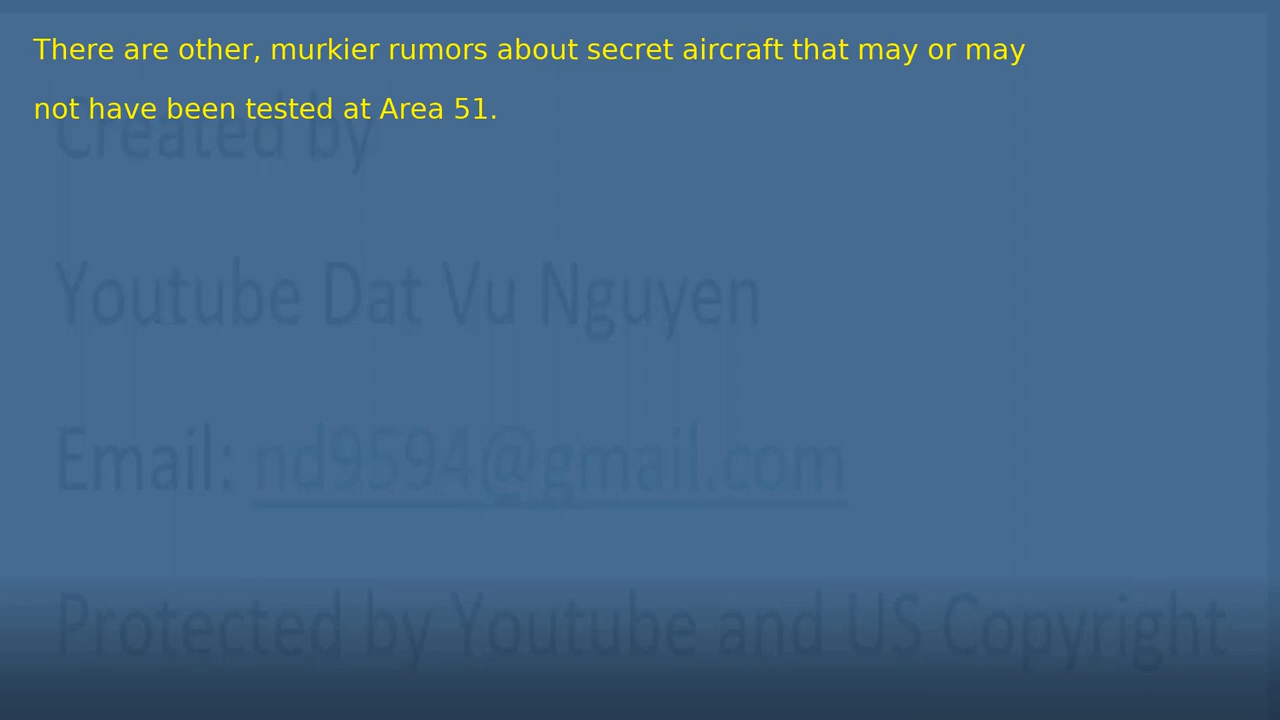 There are other, murkier rumors about secret aircraft that may or may
not have been tested at Area 51.
Created by
Youtube Dat Vu Nguyen
Email: nd9594@gmail.com
Protected by Youtube and US Copyright